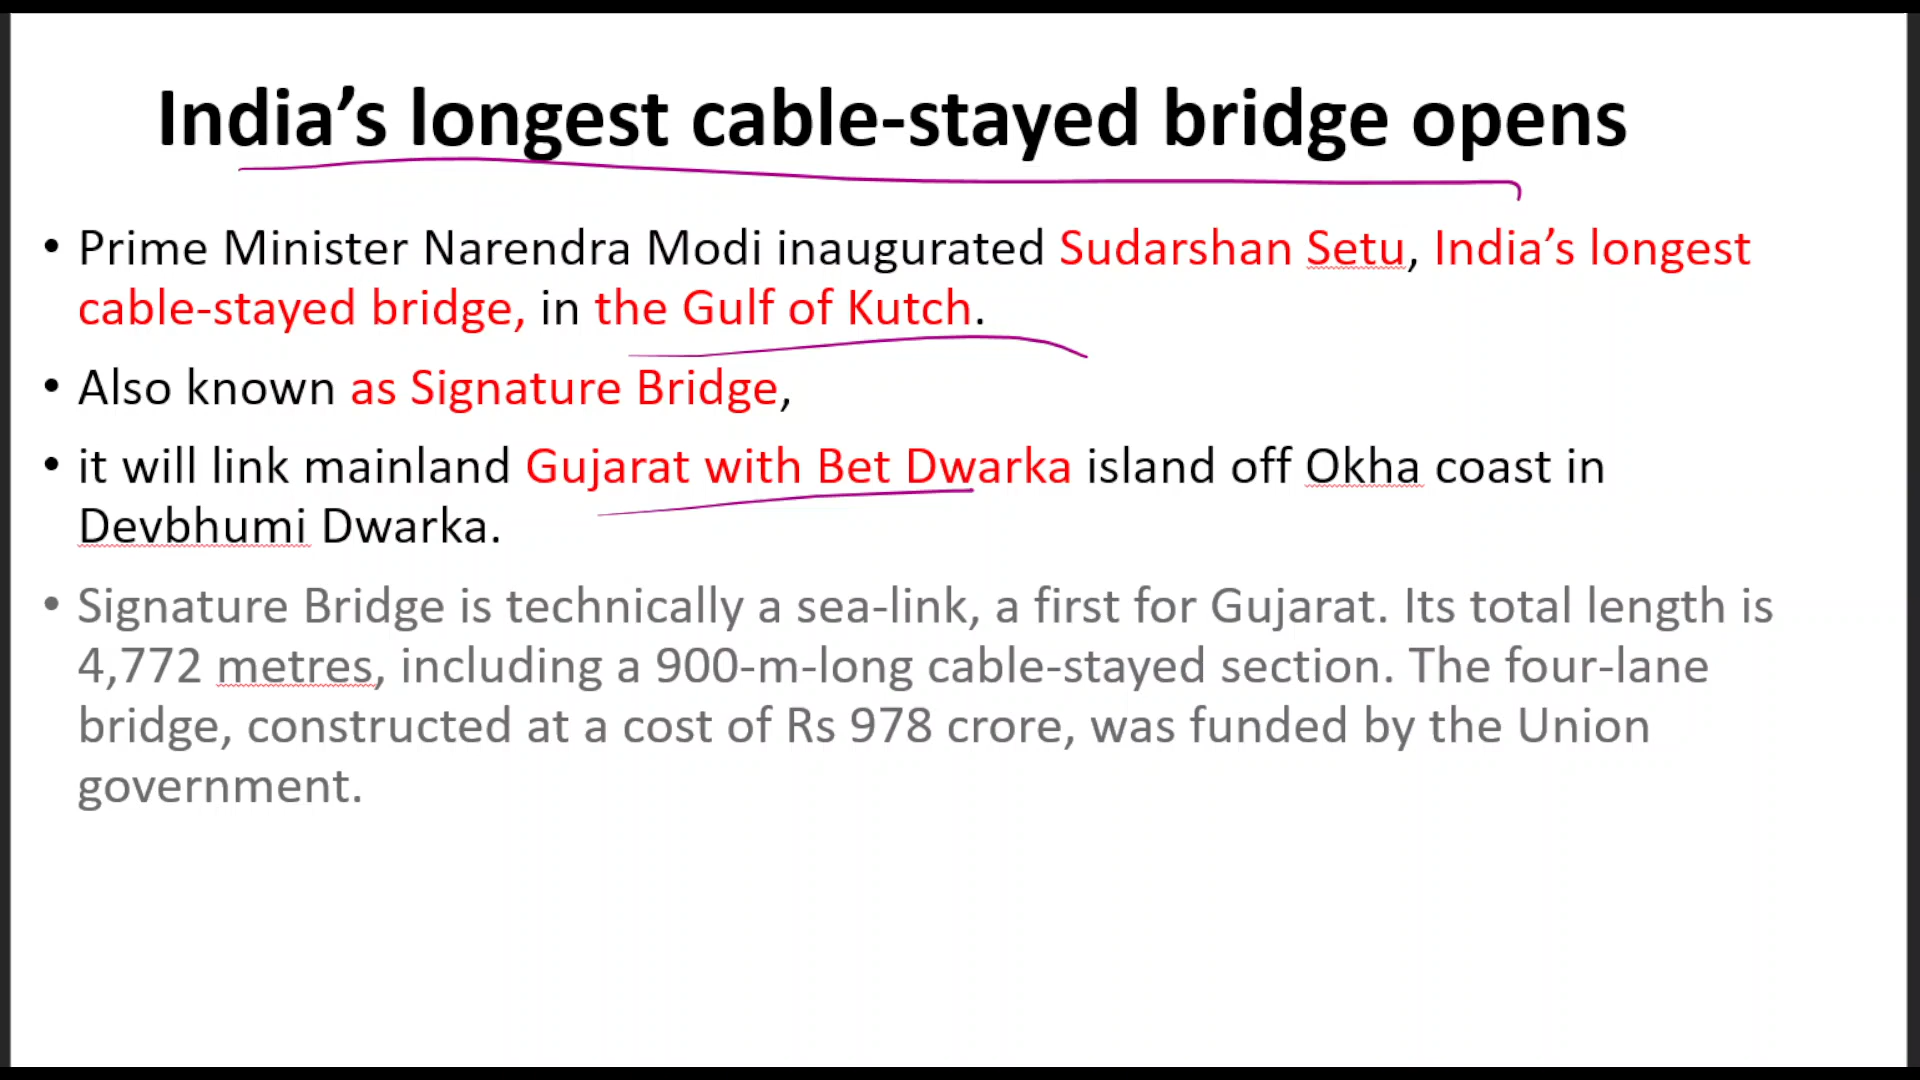 India’s longest cable-stayed bridge opens
• Prime Minister Narendra Modi inaugurated Sudarshan Setu, India’s longest
cable-stayed bridge, in the Gulf of Kutch.
• Also known as Signature Bridge,
• it will link mainland Gujarat with Bet Dwarka island off Okha coast in
Devbhumi Dwarka.
• Signature Bridge is technically a sea-link, a first for Gujarat. Its total length is
4,772 metres, including a 900-m-long cable-stayed section. The four-lane
bridge, constructed at a cost of Rs 978 crore, was funded by the Union
government.